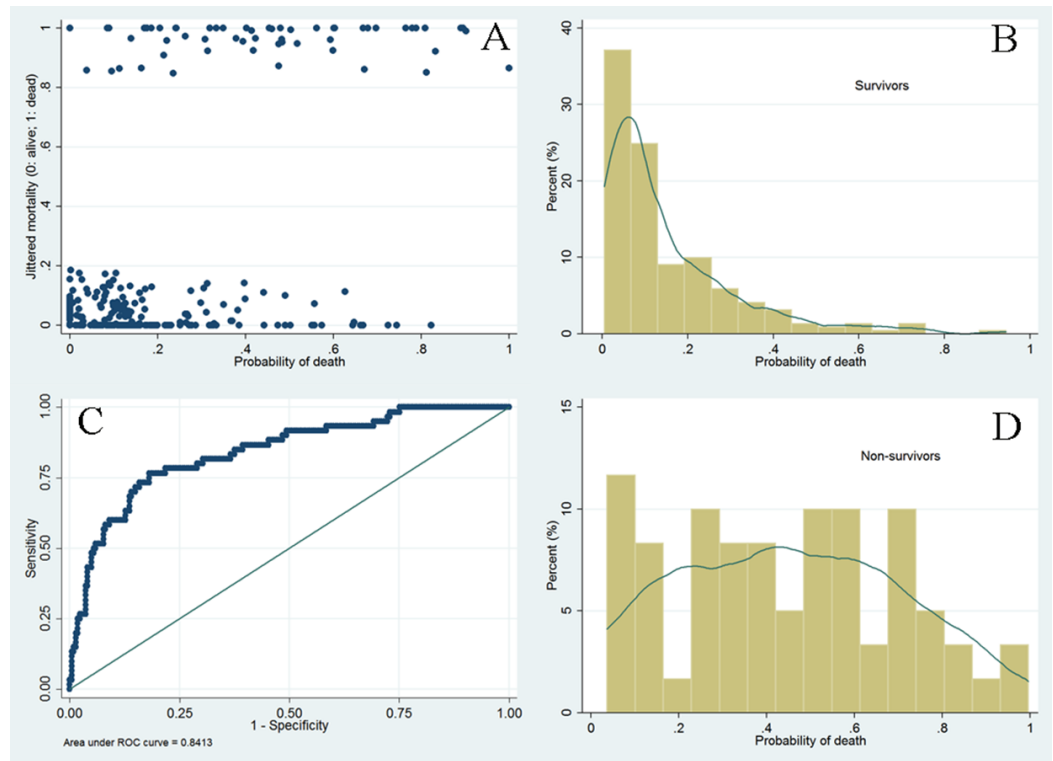 A
Jittered mortality (0: alive; 1: dead)
1
.8
.6
.4
.2
0
0 .2 .4 .6 .8 1
Probability of death
B
Survivors
Percent (%)
40
30
20
10
0
0 .2 .4 .6 .8 1
Probability of death
C
Sensitivity
1.00
0.75
0.50
0.25
0.00
0.00 0.25 0.50 0.75 1.00
1 - Specificity
Area under ROC curve = 0.8413
D
Non-survivors
Percent (%)
15
10
5
0
0 .2 .4 .6 .8 1
Probability of death